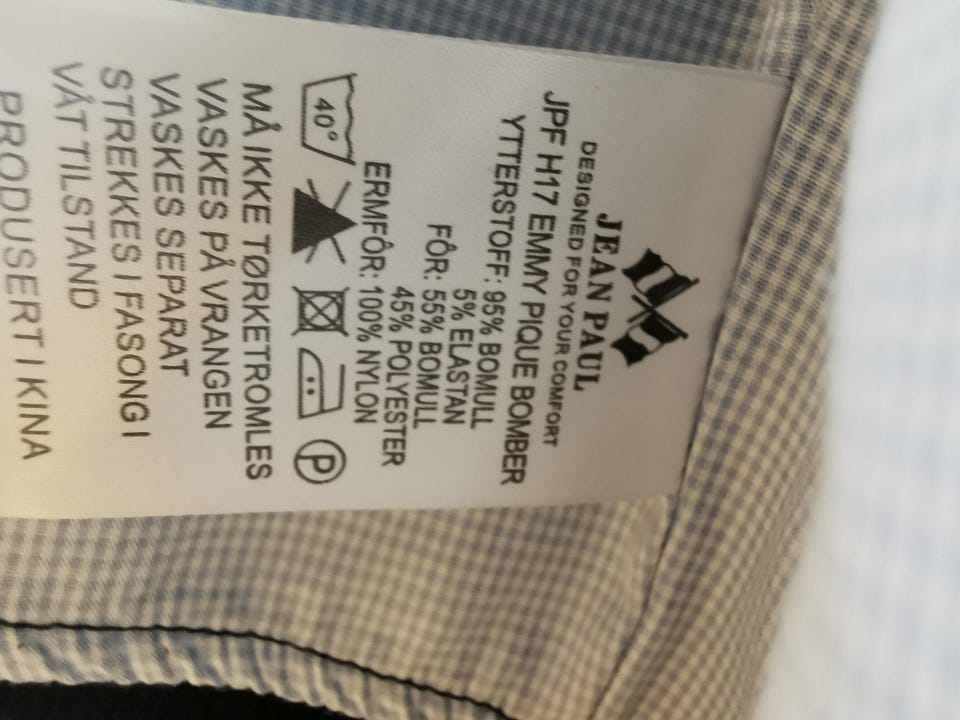 JEAN PAUL
DESIGNED FOR YOUR COMFORT
JPF H17 EMMY PIQUE BOMBER
YTTERSTOFF: 95% BOMULL
5% ELASTAN
FÔR: 55% BOMULL
45% POLYESTER
ERMFÔR: 100% NYLON
40°
P
MÅ IKKE TØRKETROMLES
VASKES PÅ VRANGEN
VASKES SEPARAT
STREKKES I FASONG I
VÅT TILSTAND
PRODUSERT I KINA